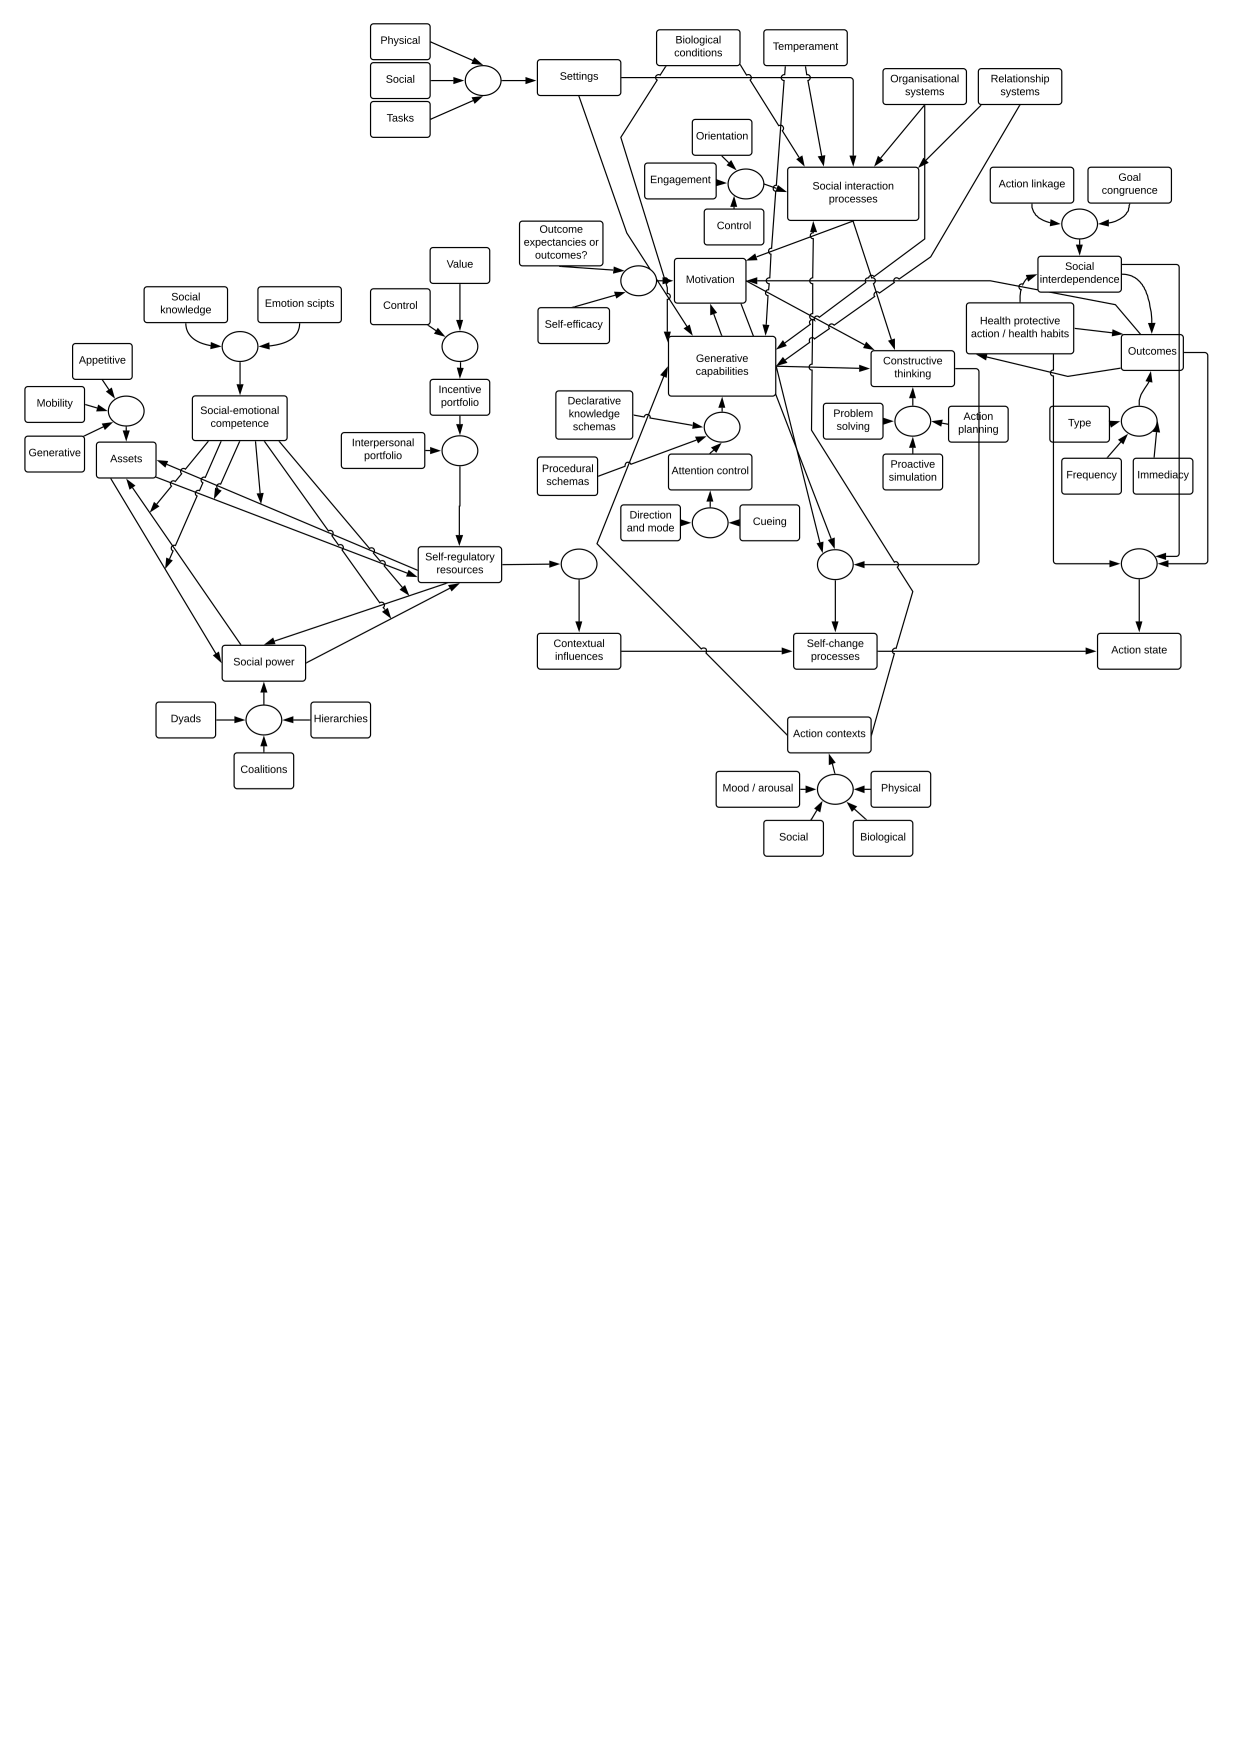 Physical
Social
Tasks
Settings
Biological
conditions
Temperament
Organisational
systems
Relationship
systems
Orientation
Engagement
Control
Social interaction
processes
Action linkage
Goal
congruence
Outcome
expectancies or
outcomes?
Self-efficacy
Motivation
Social
interdependence
Health protective
action / health habits
Outcomes
Value
Control
Social
knowledge
Emotion scipts
Appetitive
Mobility
Generative
Assets
Social-emotional
competence
Incentive
portfolio
Interpersonal
portfolio
Generative
capabilities
Constructive
thinking
Declarative
knowledge
schemas
Procedural
schemas
Attention control
Direction
and mode
Cueing
Problem
solving
Action
planning
Proactive
simulation
Type
Frequency
Immediacy
Self-regulatory
resources
Social power
Dyads
Hierarchies
Coalitions
Contextual
influences
Self-change
processes
Action state
Action contexts
Mood / arousal
Physical
Social
Biological